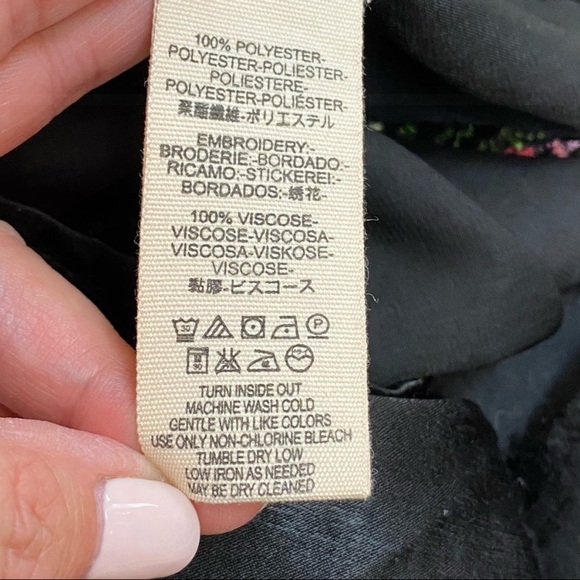 100% POLYESTER-
POLYESTER-POLIESTER-
POLIESTERE-
POLYESTER-POLIÉSTER-
聚酯纖維-ポリエステル
EMBROIDERY:-
BRODERIE:-BORDADO:-
RICAMO:-STICKEREI:-
BORDADOS:-绣花-
100% VISCOSE-
VISCOSE-VISCOSA-
VISCOSA-VISKOSE-
VISCOSE-
黏膠-ビスコース
30 P
30
TURN INSIDE OUT
MACHINE WASH COLD
GENTLE WITH LIKE COLORS
USE ONLY NON-CHLORINE BLEACH
TUMBLE DRY LOW
LOW IRON AS NEEDED
MAY BE DRY CLEANED